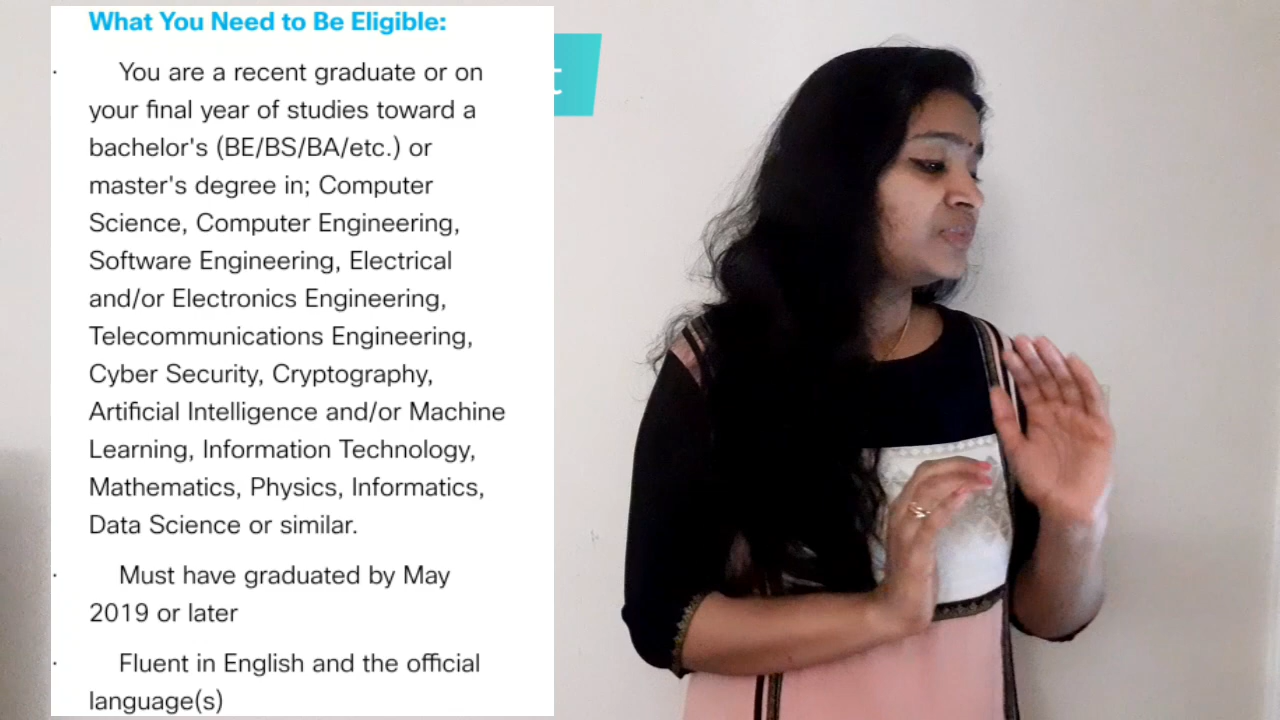 What You Need to Be Eligible:
· You are a recent graduate or on
your final year of studies toward a
bachelor's (BE/BS/BA/etc.) or
master's degree in; Computer
Science, Computer Engineering,
Software Engineering, Electrical
and/or Electronics Engineering,
Telecommunications Engineering,
Cyber Security, Cryptography,
Artificial Intelligence and/or Machine
Learning, Information Technology,
Mathematics, Physics, Informatics,
Data Science or similar.
· Must have graduated by May
2019 or later
· Fluent in English and the official
language(s)